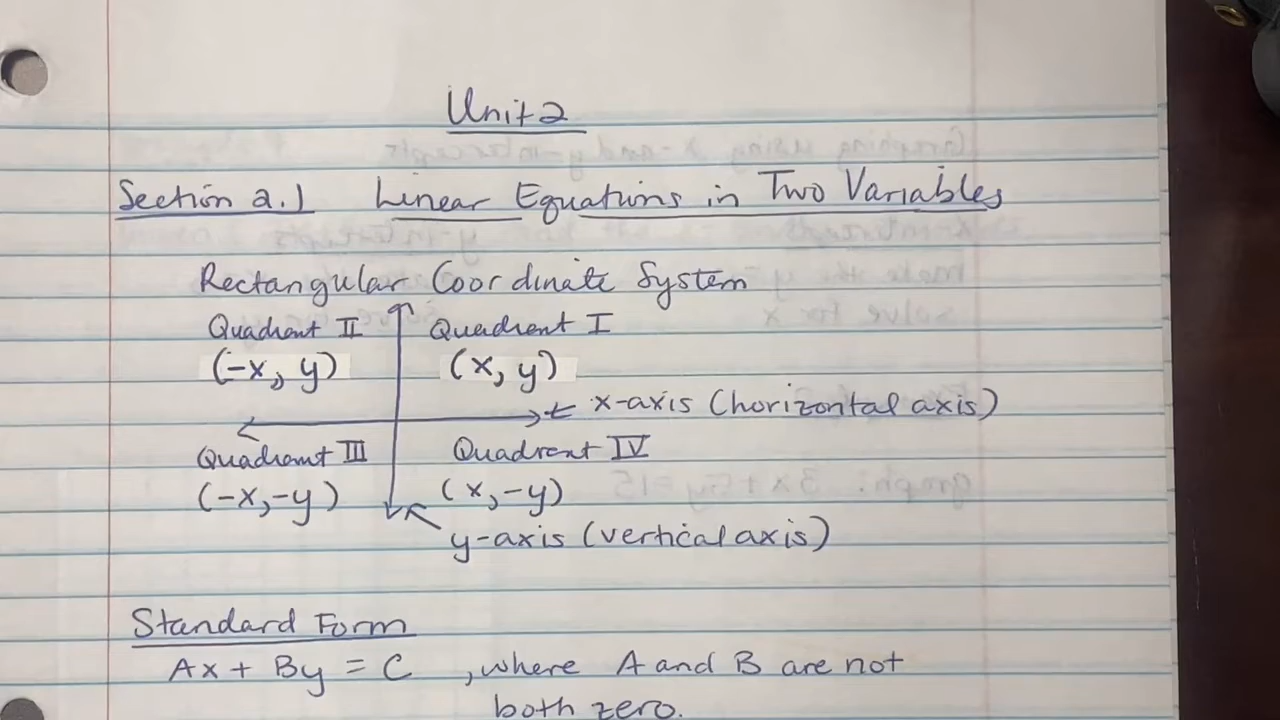 Unit 2
Section 2.1 Linear Equations in Two Variables
Rectangular Coordinate System
Quadrant II Quadrant I
(-x, y) (x, y)
x-axis (horizontal axis)
Quadrant III Quadrant IV
(-x, -y) (x, -y)
y-axis (vertical axis)
Standard Form
Ax + By = C , where A and B are not
both zero.